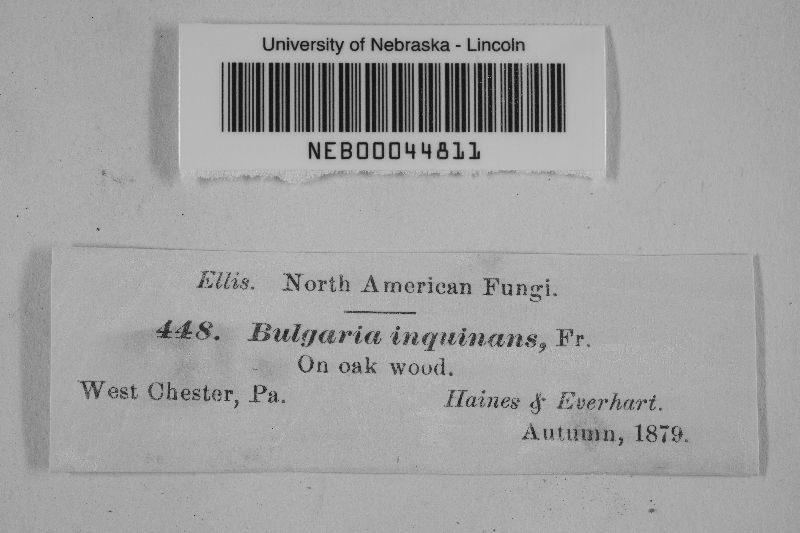 University of Nebraska - Lincoln
NEB00044811
Ellis. North American Fungi.
448. Bulgaria inquinans, Fr.
On oak wood.
West Chester, Pa.
Haines & Everhart.
Autumn, 1879.